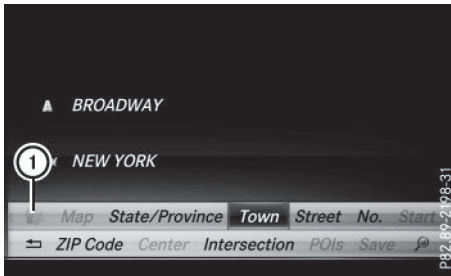 BROADWAY
1
NEW YORK
Map State/Province Town Street No. Start
ZIP Code Center Intersection POIs Save
P82.89-2198-31